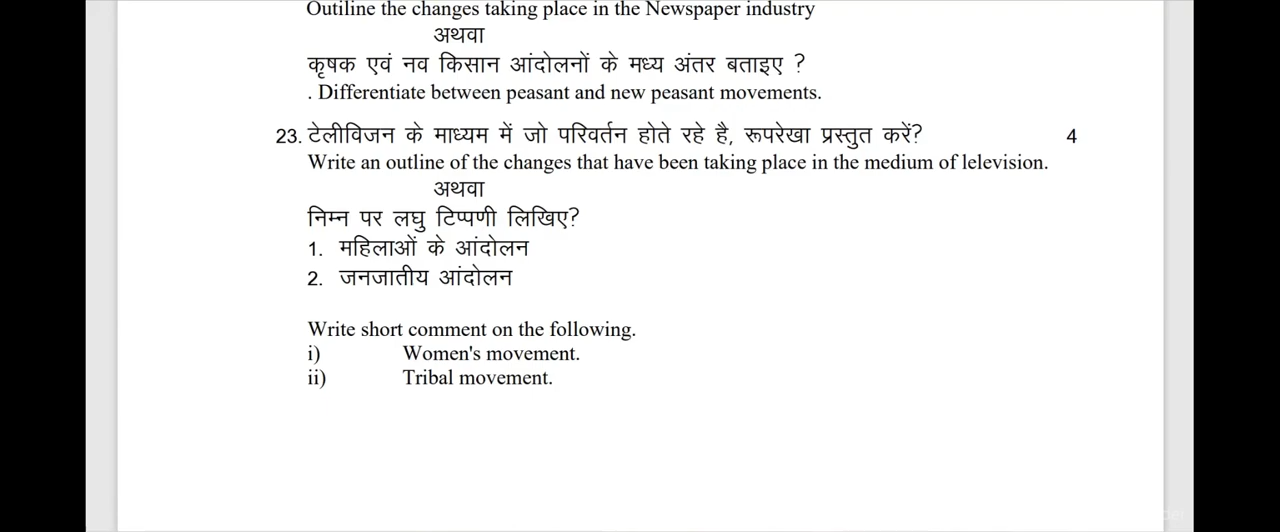 Outiline the changes taking place in the Newspaper industry
अथवा
कृषक एवं नव किसान आंदोलनों के मध्य अंतर बताइए ?
. Differentiate between peasant and new peasant movements.
23. टेलीविजन के माध्यम में जो परिवर्तन होते रहे है, रूपरेखा प्रस्तुत करें? 4
Write an outline of the changes that have been taking place in the medium of lelevision.
अथवा
निम्न पर लघु टिप्पणी लिखिए?
1. महिलाओं के आंदोलन
2. जनजातीय आंदोलन
Write short comment on the following.
i) Women's movement.
ii) Tribal movement.